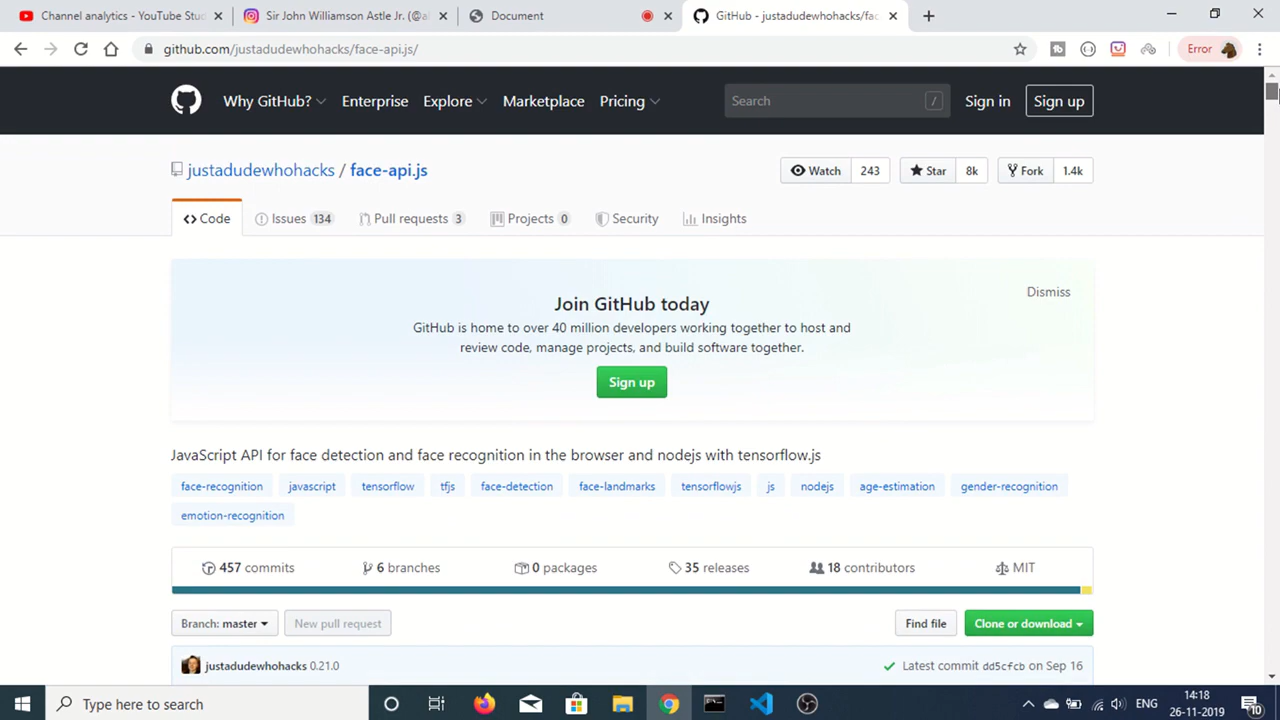 Channel analytics - YouTube Stud
Sir John Williamson Astle Jr. (@al
Document
GitHub - justadudewhohacks/fac
github.com/justadudewhohacks/face-api.js/
Error
Why GitHub?
Enterprise
Explore
Marketplace
Pricing
Search
/
Sign in
Sign up
justadudewhohacks / face-api.js
Watch 243
Star 8k
Fork 1.4k
Code
Issues 134
Pull requests 3
Projects 0
Security
Insights
Join GitHub today
Dismiss
GitHub is home to over 40 million developers working together to host and
review code, manage projects, and build software together.
Sign up
JavaScript API for face detection and face recognition in the browser and nodejs with tensorflow.js
face-recognition javascript tensorflow tfjs face-detection face-landmarks tensorflowjs js nodejs age-estimation gender-recognition
emotion-recognition
457 commits
6 branches
0 packages
35 releases
18 contributors
MIT
Branch: master
New pull request
Find file
Clone or download
justadudewhohacks 0.21.0
Latest commit dd5cfcb on Sep 16
Type here to search
ENG
14:18
26-11-2019
10